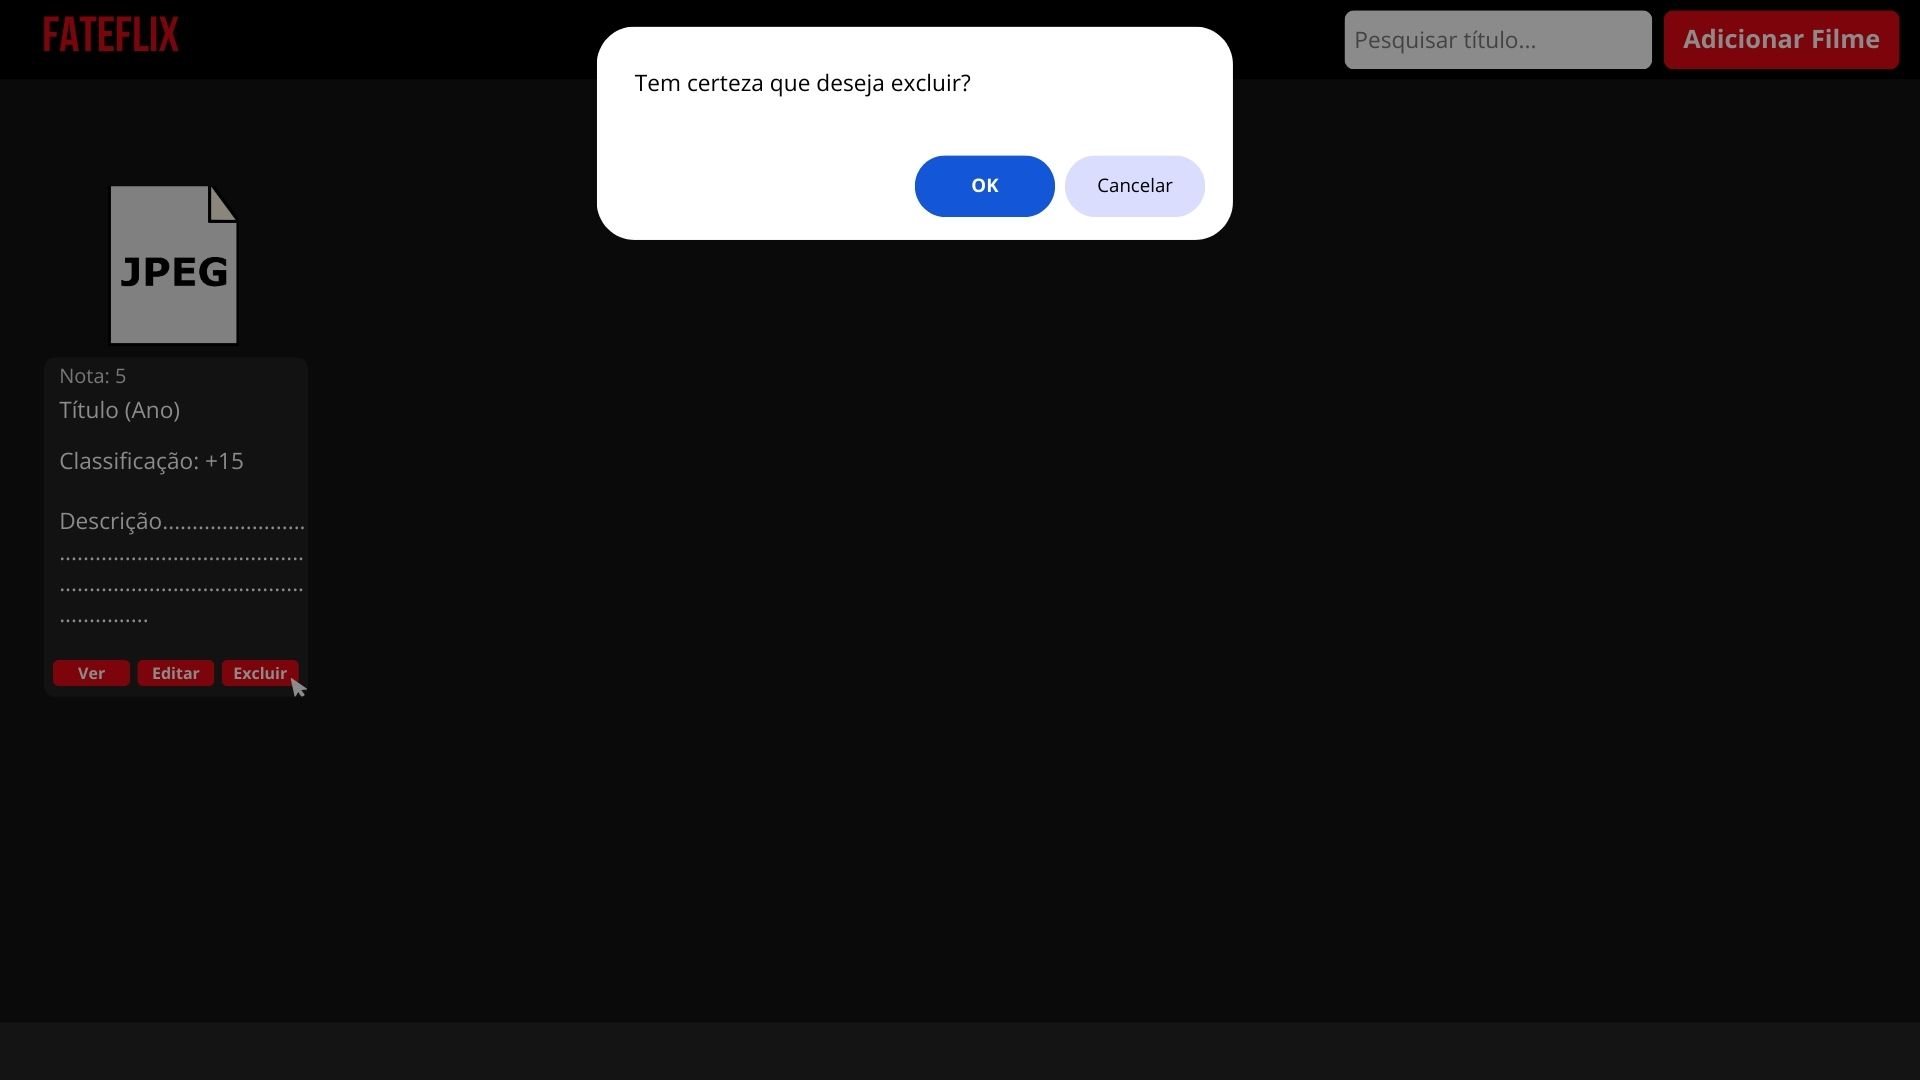 FATEFLIX
Pesquisar título...
Adicionar Filme
Tem certeza que deseja excluir?
OK
Cancelar
JPEG
Nota: 5
Título (Ano)
Classificação: +15
Descrição........................
.........................................
.........................................
...............
Ver
Editar
Excluir